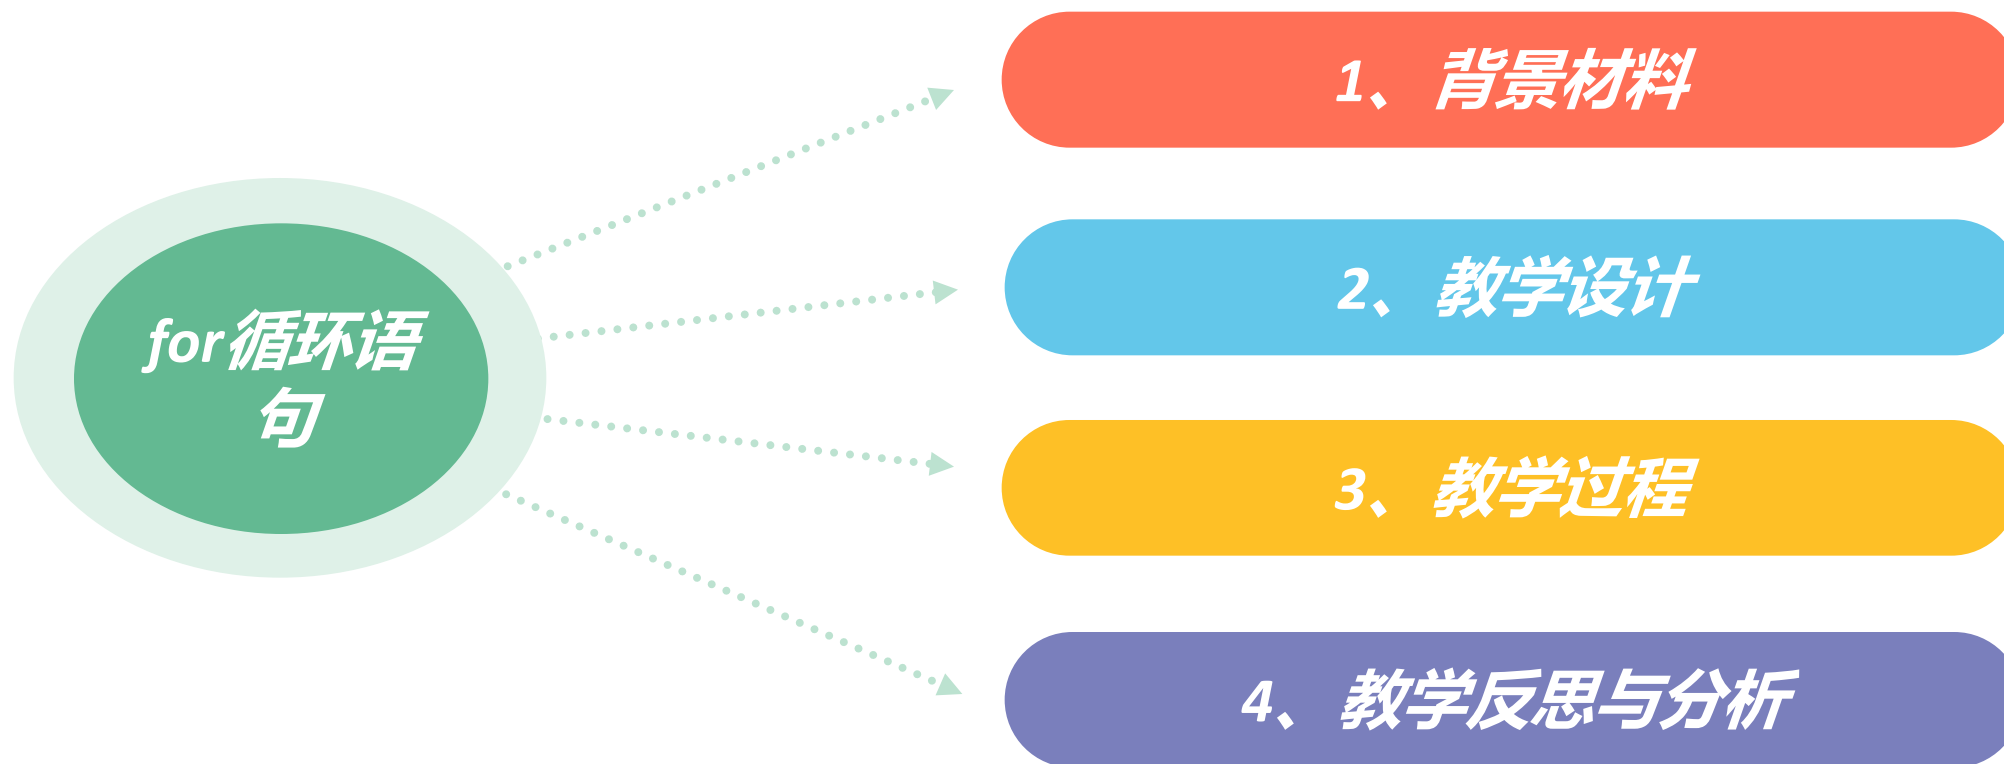 1、背景材料
2、教学设计
for循环语
句
3、教学过程
4、教学反思与分析